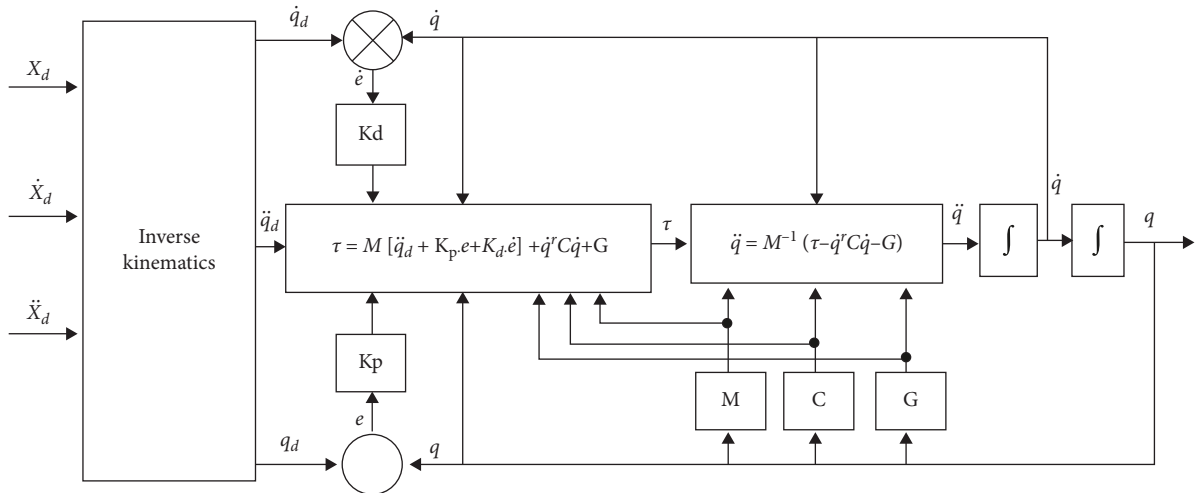 q̇_d
q̇
X_d
ė
Kd
Ẋ_d
q̈_d
Inverse
kinematics
τ = M [q̈_d + K_p.e+K_d.ė] +q̇^r Cq̇+G
τ
q̈ = M^{-1} (τ–q̇^r Cq̇–G)
q̈
∫
q̇
∫
q
Ẍ_d
Kp
M
C
G
e
q_d
q